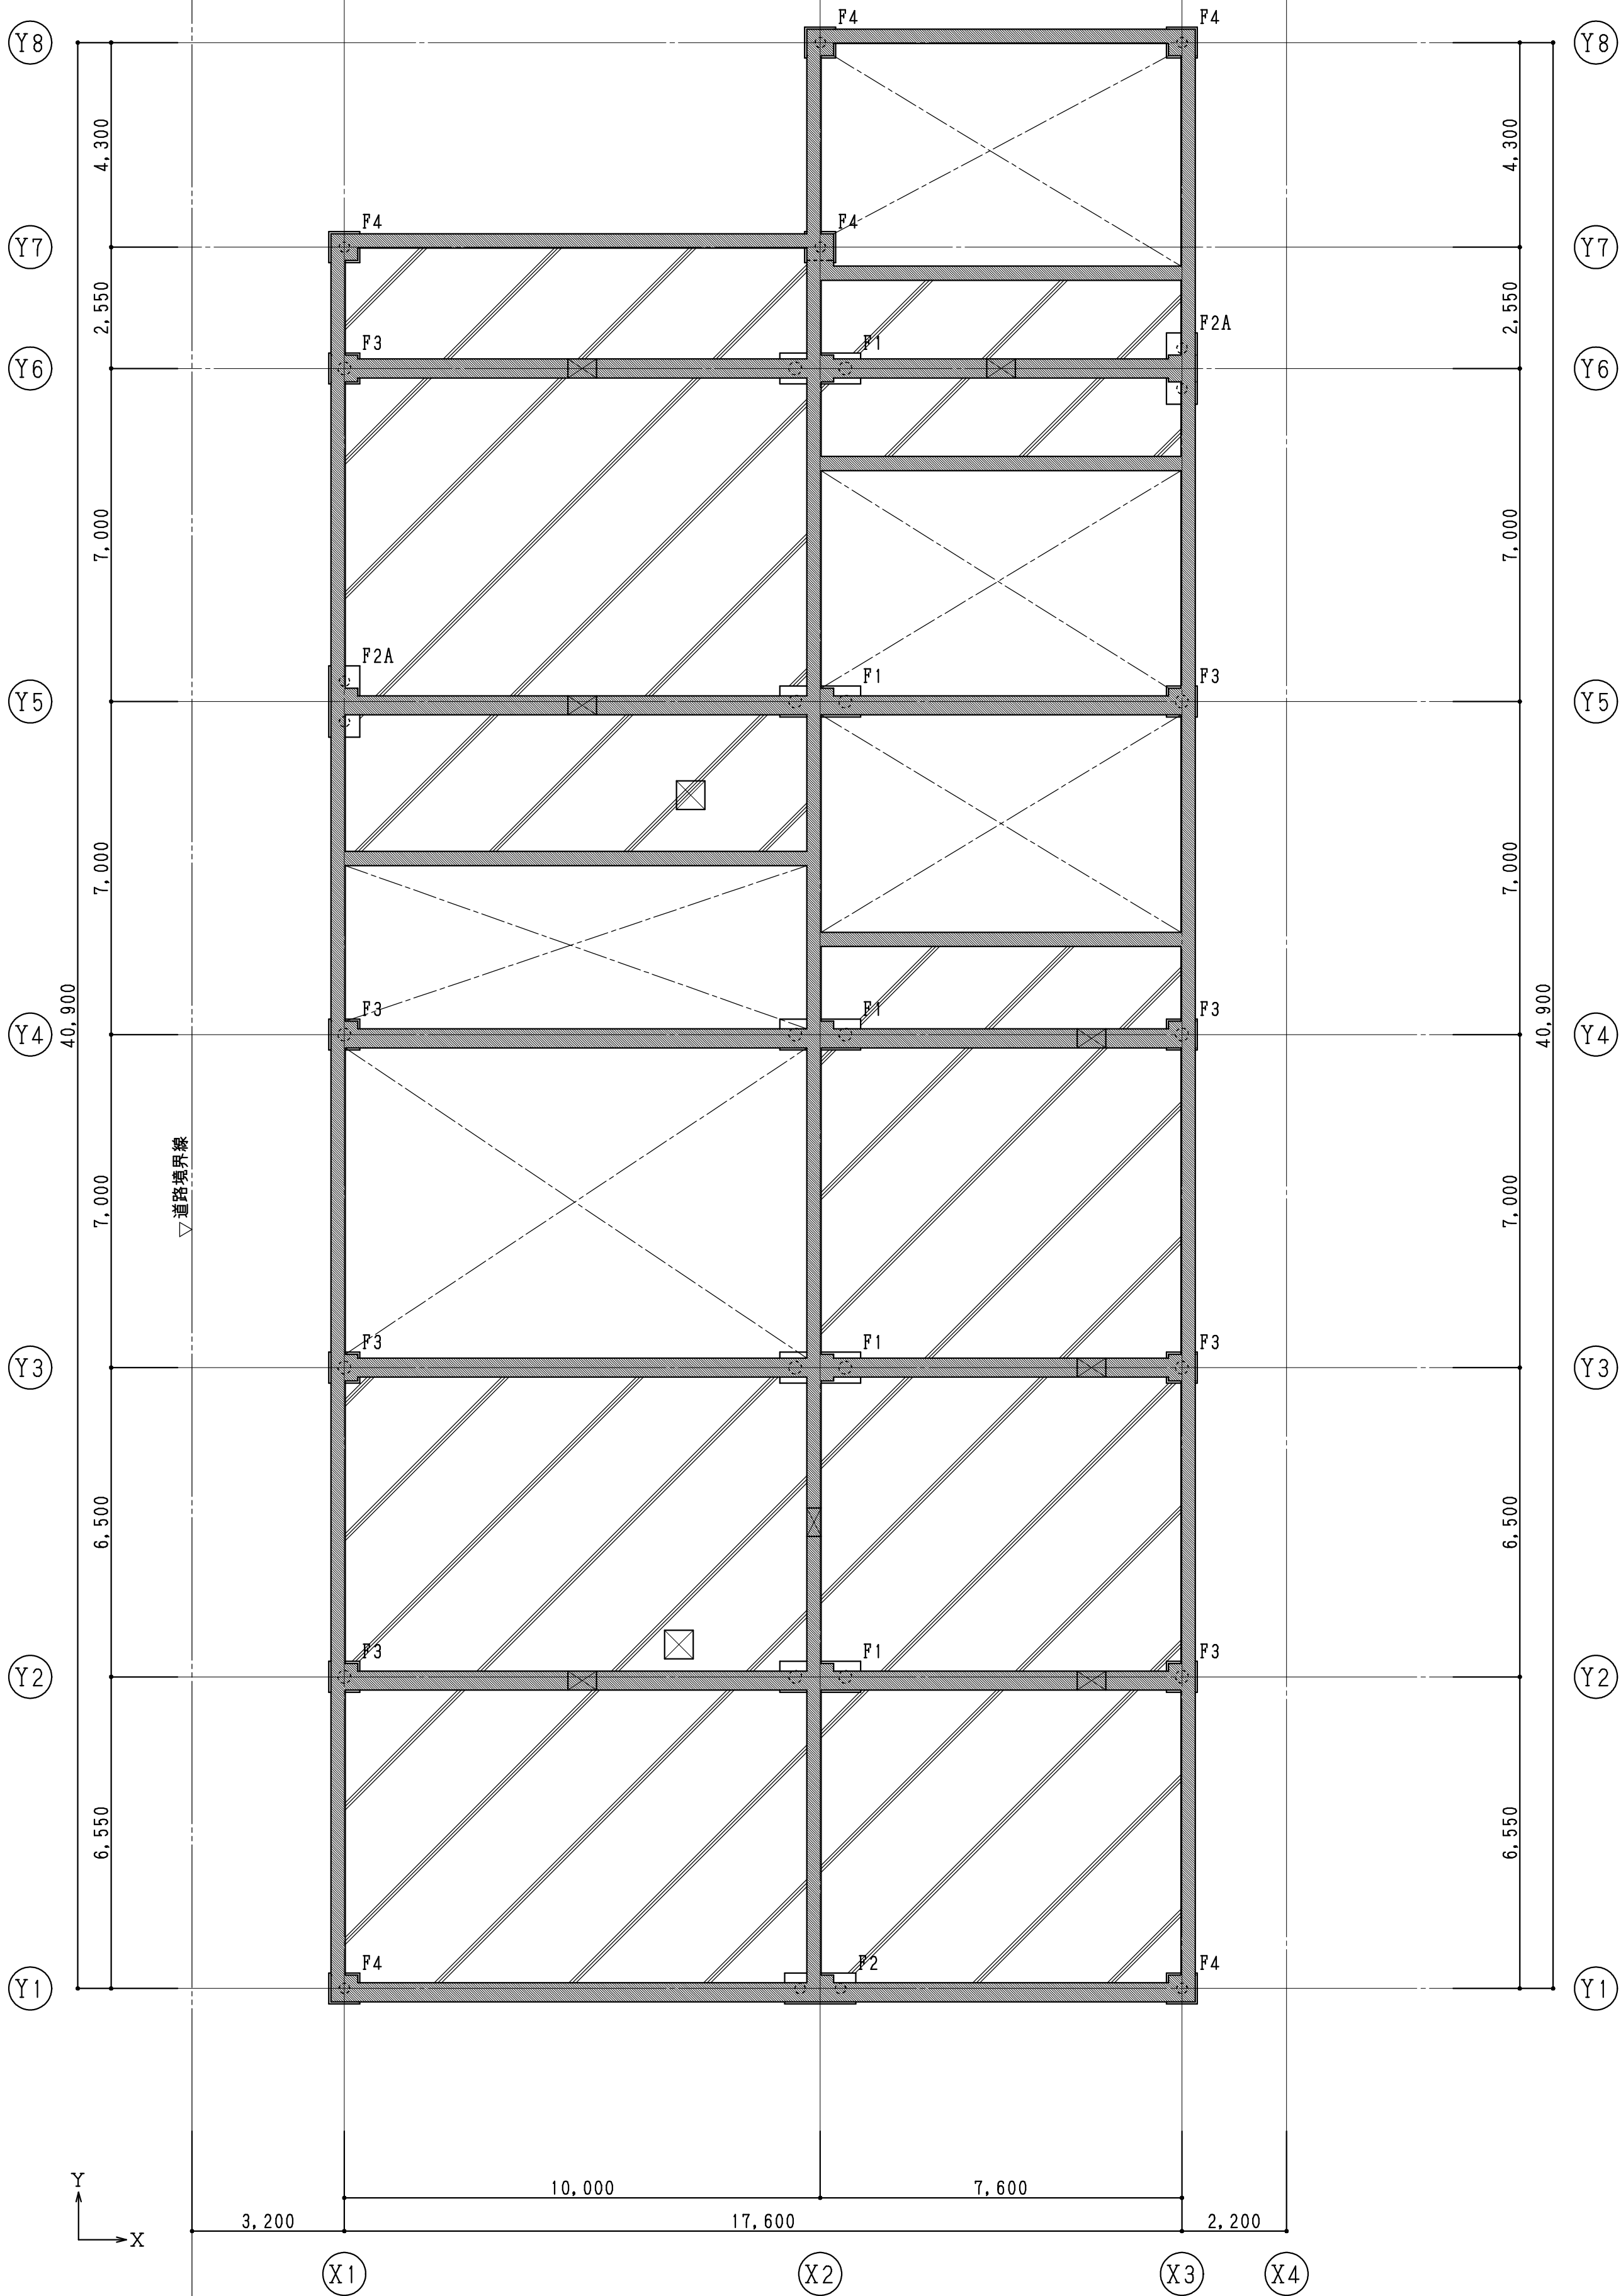 F4 F4
Y8 Y8
4,300 4,300
F4 F4
Y7 Y7
2,550 2,550
F2A
F3 F1
Y6 Y6
7,000 7,000
F2A
F1 F3
Y5 Y5
7,000 7,000
40,900 40,900
F3 F1 F3
Y4 Y4
道路境界線
7,000 7,000
F3 F1 F3
Y3 Y3
6,500 6,500
F3 F1 F3
Y2 Y2
6,550 6,550
F4 F2 F4
Y1 Y1
Y
X
10,000 7,600
3,200 17,600 2,200
X1 X2 X3 X4